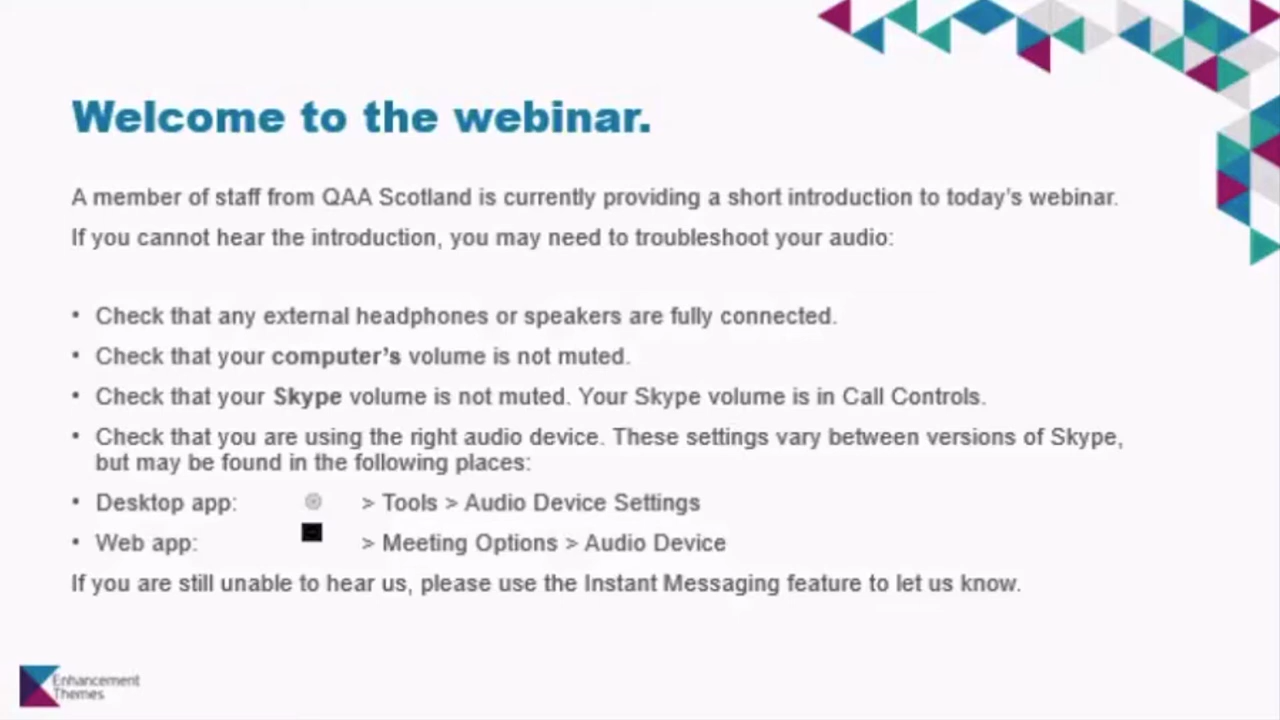 Welcome to the webinar.
A member of staff from QAA Scotland is currently providing a short introduction to today's webinar.
If you cannot hear the introduction, you may need to troubleshoot your audio:
• Check that any external headphones or speakers are fully connected.
• Check that your computer's volume is not muted.
• Check that your Skype volume is not muted. Your Skype volume is in Call Controls.
• Check that you are using the right audio device. These settings vary between versions of Skype,
but may be found in the following places:
• Desktop app: > Tools > Audio Device Settings
• Web app: > Meeting Options > Audio Device
If you are still unable to hear us, please use the Instant Messaging feature to let us know.
Enhancement
Themes